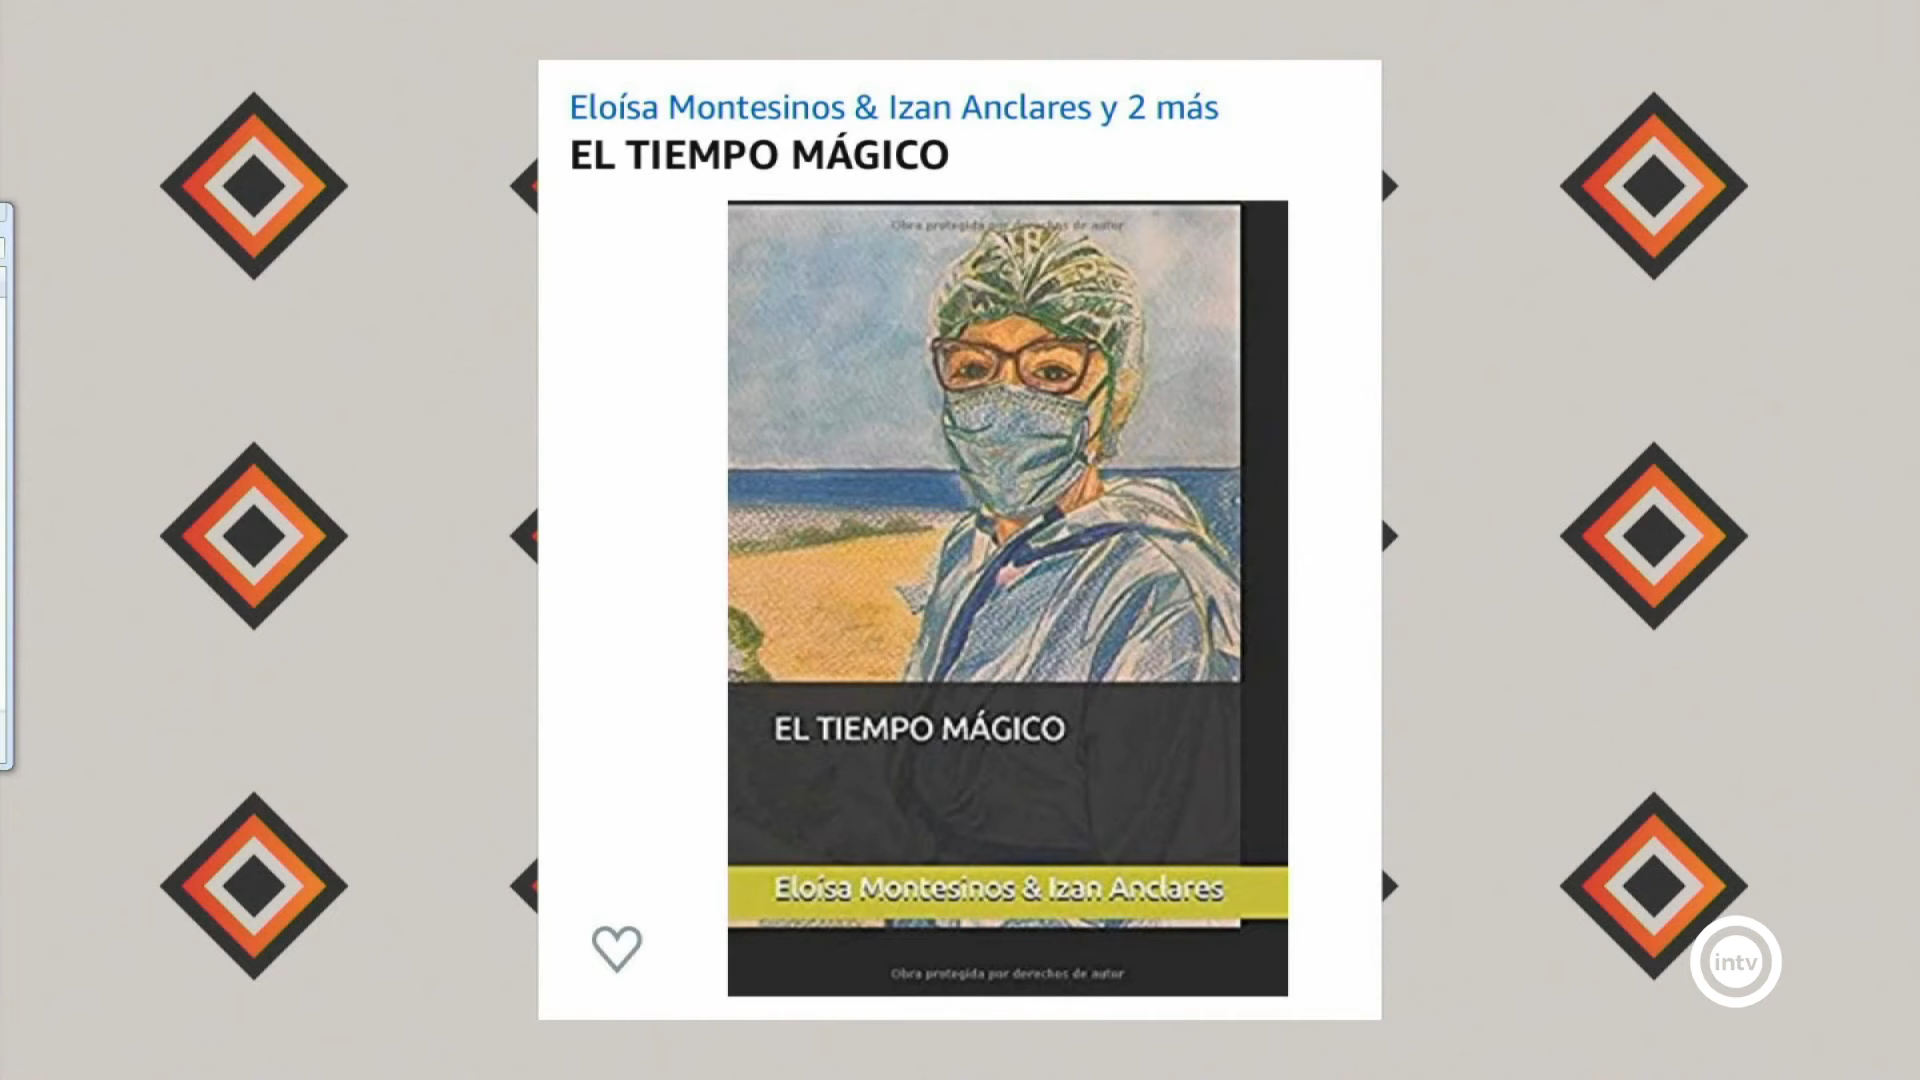 Eloísa Montesinos & Izan Anclares y 2 más
EL TIEMPO MÁGICO
Obra protegida por derechos de autor
EL TIEMPO MÁGICO
Eloísa Montesinos & Izan Anclares
Obra protegida por derechos de autor
intv